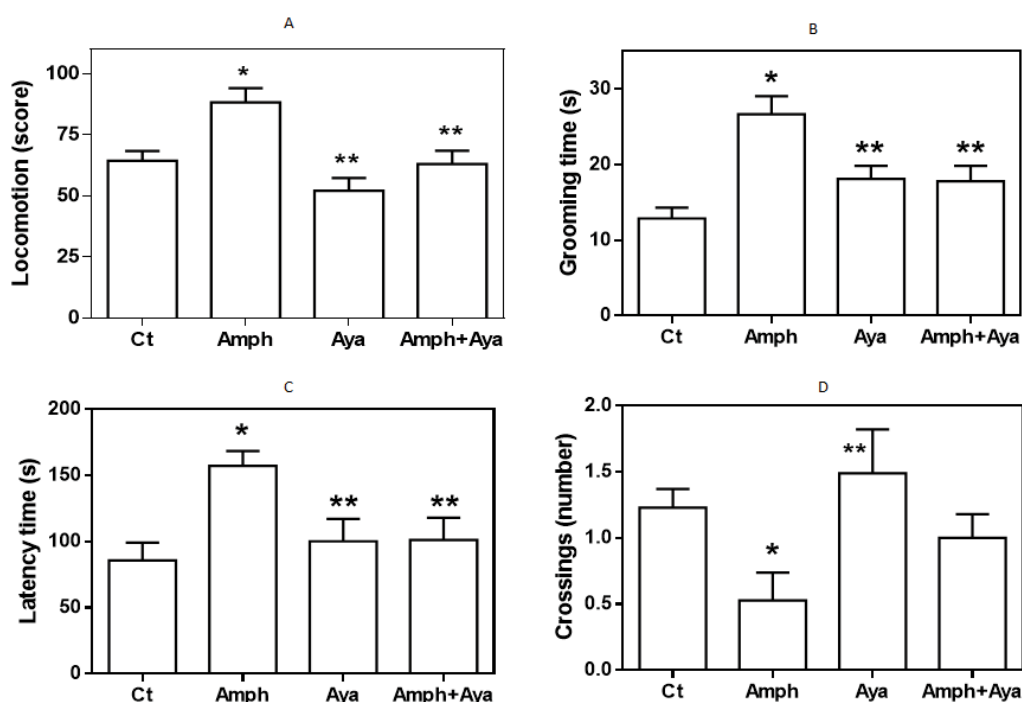 A
Locomotion (score)
100
75
50
25
0
*
**
**
Ct Amph Aya Amph+Aya
B
Grooming time (s)
30
20
10
0
*
**
**
Ct Amph Aya Amph+Aya
C
Latency time (s)
200
150
100
50
0
*
**
**
Ct Amph Aya Amph+Aya
D
Crossings (number)
2.0
1.5
1.0
0.5
0.0
*
**
Ct Amph Aya Amph+Aya